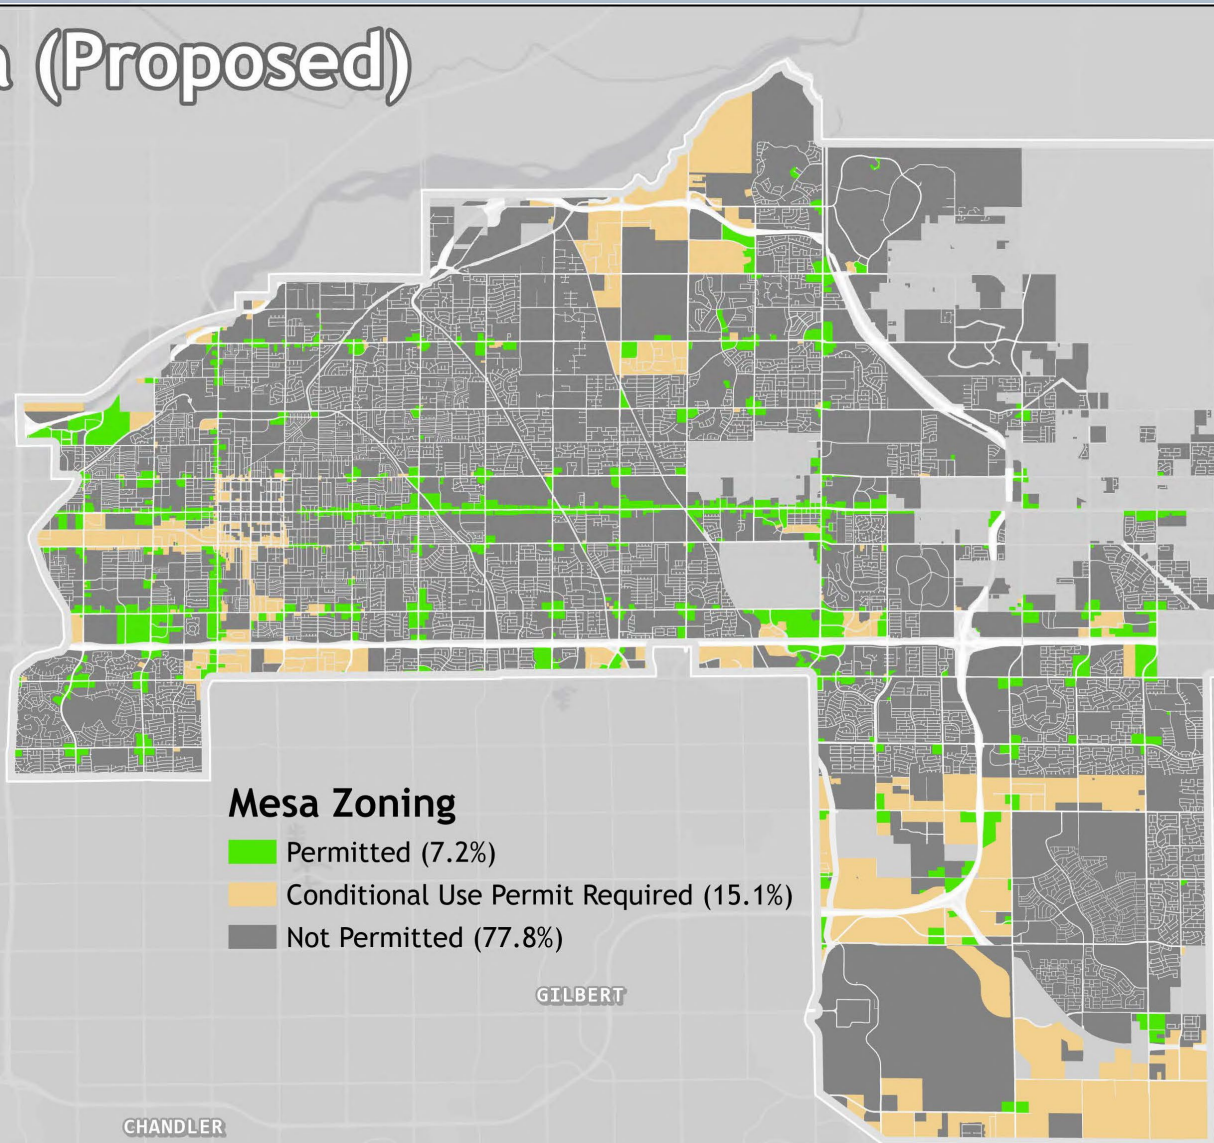 (Proposed)
Mesa Zoning
Permitted (7.2%)
Conditional Use Permit Required (15.1%)
Not Permitted (77.8%)
GILBERT
CHANDLER